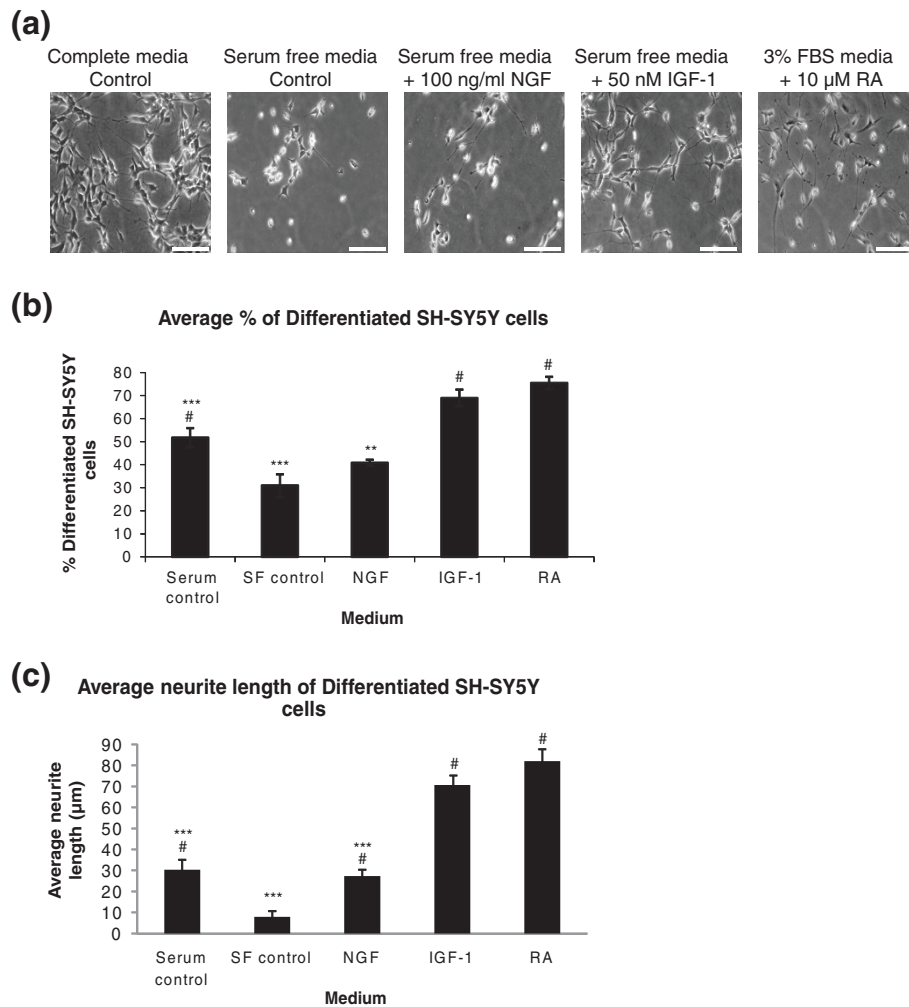 (a)
Complete media
Control
Serum free media
Control
Serum free media
+ 100 ng/ml NGF
Serum free media
+ 50 nM IGF-1
3% FBS media
+ 10 µM RA
(b)
Average % of Differentiated SH-SY5Y cells
% Differentiated SH-SY5Y
cells
80
70
60
50
40
30
20
10
0
***
#
***
**
#
#
Serum
control
SF control
NGF
IGF-1
RA
Medium
(c)
Average neurite length of Differentiated SH-SY5Y
cells
Average neurite
length (µm)
90
80
70
60
50
40
30
20
10
0
***
#
***
***
#
#
#
Serum
control
SF control
NGF
IGF-1
RA
Medium